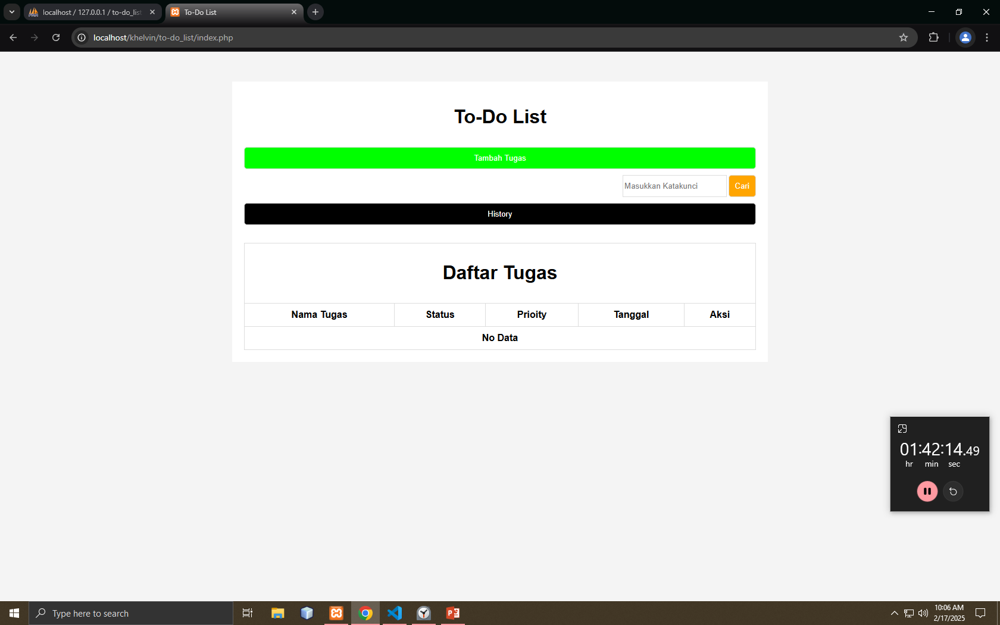 localhost / 127.0.0.1 / to-do_list
To-Do List
localhost/khelvin/to-do_list/index.php
To-Do List
Tambah Tugas
Masukkan Katakunci
Cari
History
Daftar Tugas
Nama Tugas Status Prioity Tanggal Aksi
No Data
01:42:14.49
hr min sec
Type here to search
10:06 AM
2/17/2025